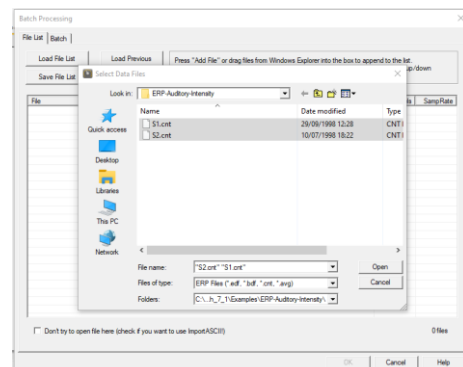 Batch Processing
File List Batch
Load File List Load Previous Press "Add File" or drag files from Windows Explorer into the box to append to the list.
Save File List up/down
Select Data Files
Look in: ERP-Auditory-Intensity
File SampRate
Name Date modified Type
S1.cnt 29/09/1998 12:28 CNT
S2.cnt 10/07/1998 18:22 CNT
Quick access
Desktop
Libraries
This PC
Network
File name: "S2.cnt" "S1.cnt" Open
Files of type: ERP Files (*.edf, *.bdf, *.cnt, *.avg) Cancel
Folders: C:\...h_7_1\Examples\ERP-Auditory-Intensity\
Don't try to open file here (check if you want to use ImportASCII!) 0 files
OK Cancel Help